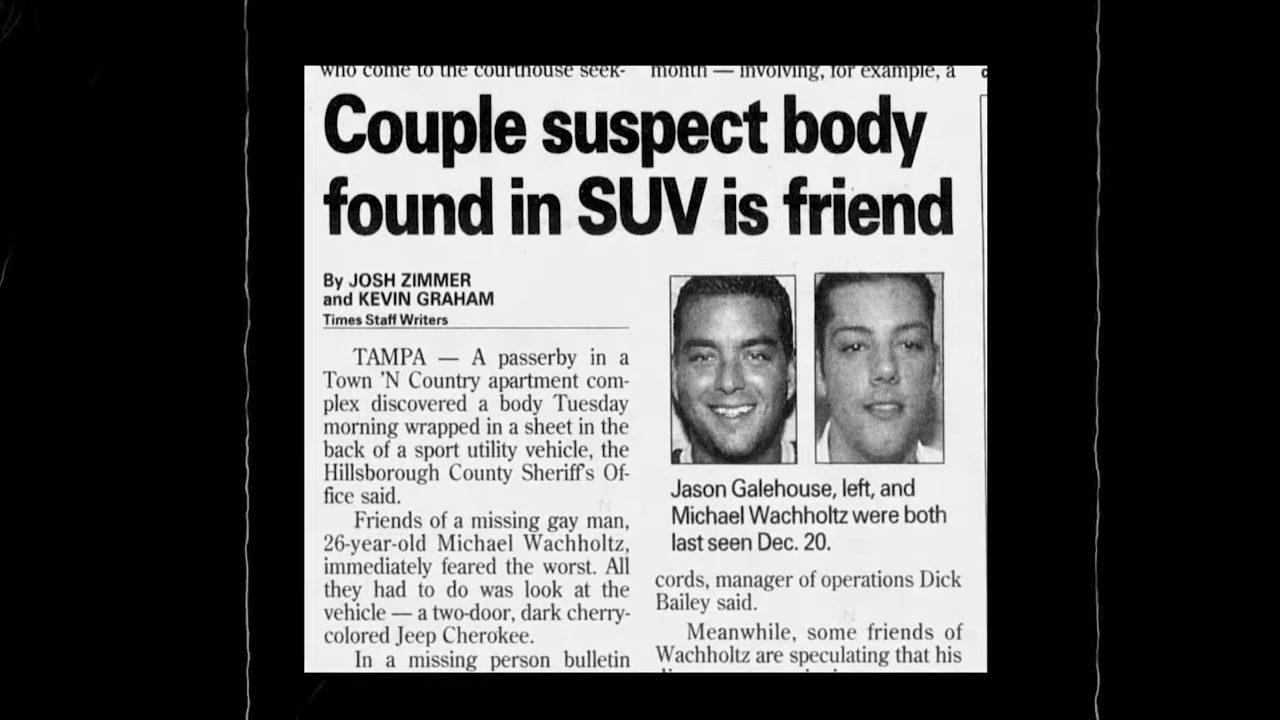 who come to the courthouse seek-
month — involving, for example, a
Couple suspect body
found in SUV is friend
By JOSH ZIMMER
and KEVIN GRAHAM
Times Staff Writers
TAMPA — A passerby in a
Town 'N Country apartment com-
plex discovered a body Tuesday
morning wrapped in a sheet in the
back of a sport utility vehicle, the
Hillsborough County Sheriff's Of-
fice said.
Friends of a missing gay man,
26-year-old Michael Wachholtz,
immediately feared the worst. All
they had to do was look at the
vehicle — a two-door, dark cherry-
colored Jeep Cherokee.
In a missing person bulletin
Jason Galehouse, left, and
Michael Wachholtz were both
last seen Dec. 20.
cords, manager of operations Dick
Bailey said.
Meanwhile, some friends of
Wachholtz are speculating that his